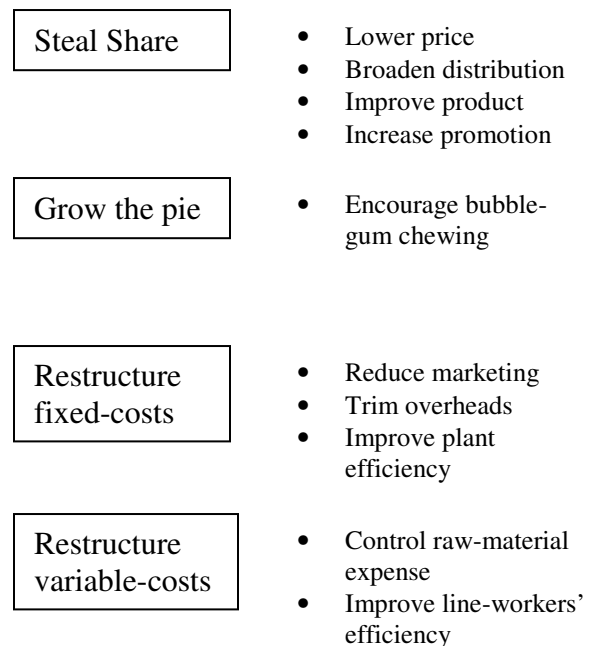 Steal Share
• Lower price
• Broaden distribution
• Improve product
• Increase promotion
Grow the pie
• Encourage bubble-
gum chewing
Restructure
fixed-costs
• Reduce marketing
• Trim overheads
• Improve plant
efficiency
Restructure
variable-costs
• Control raw-material
expense
• Improve line-workers'
efficiency